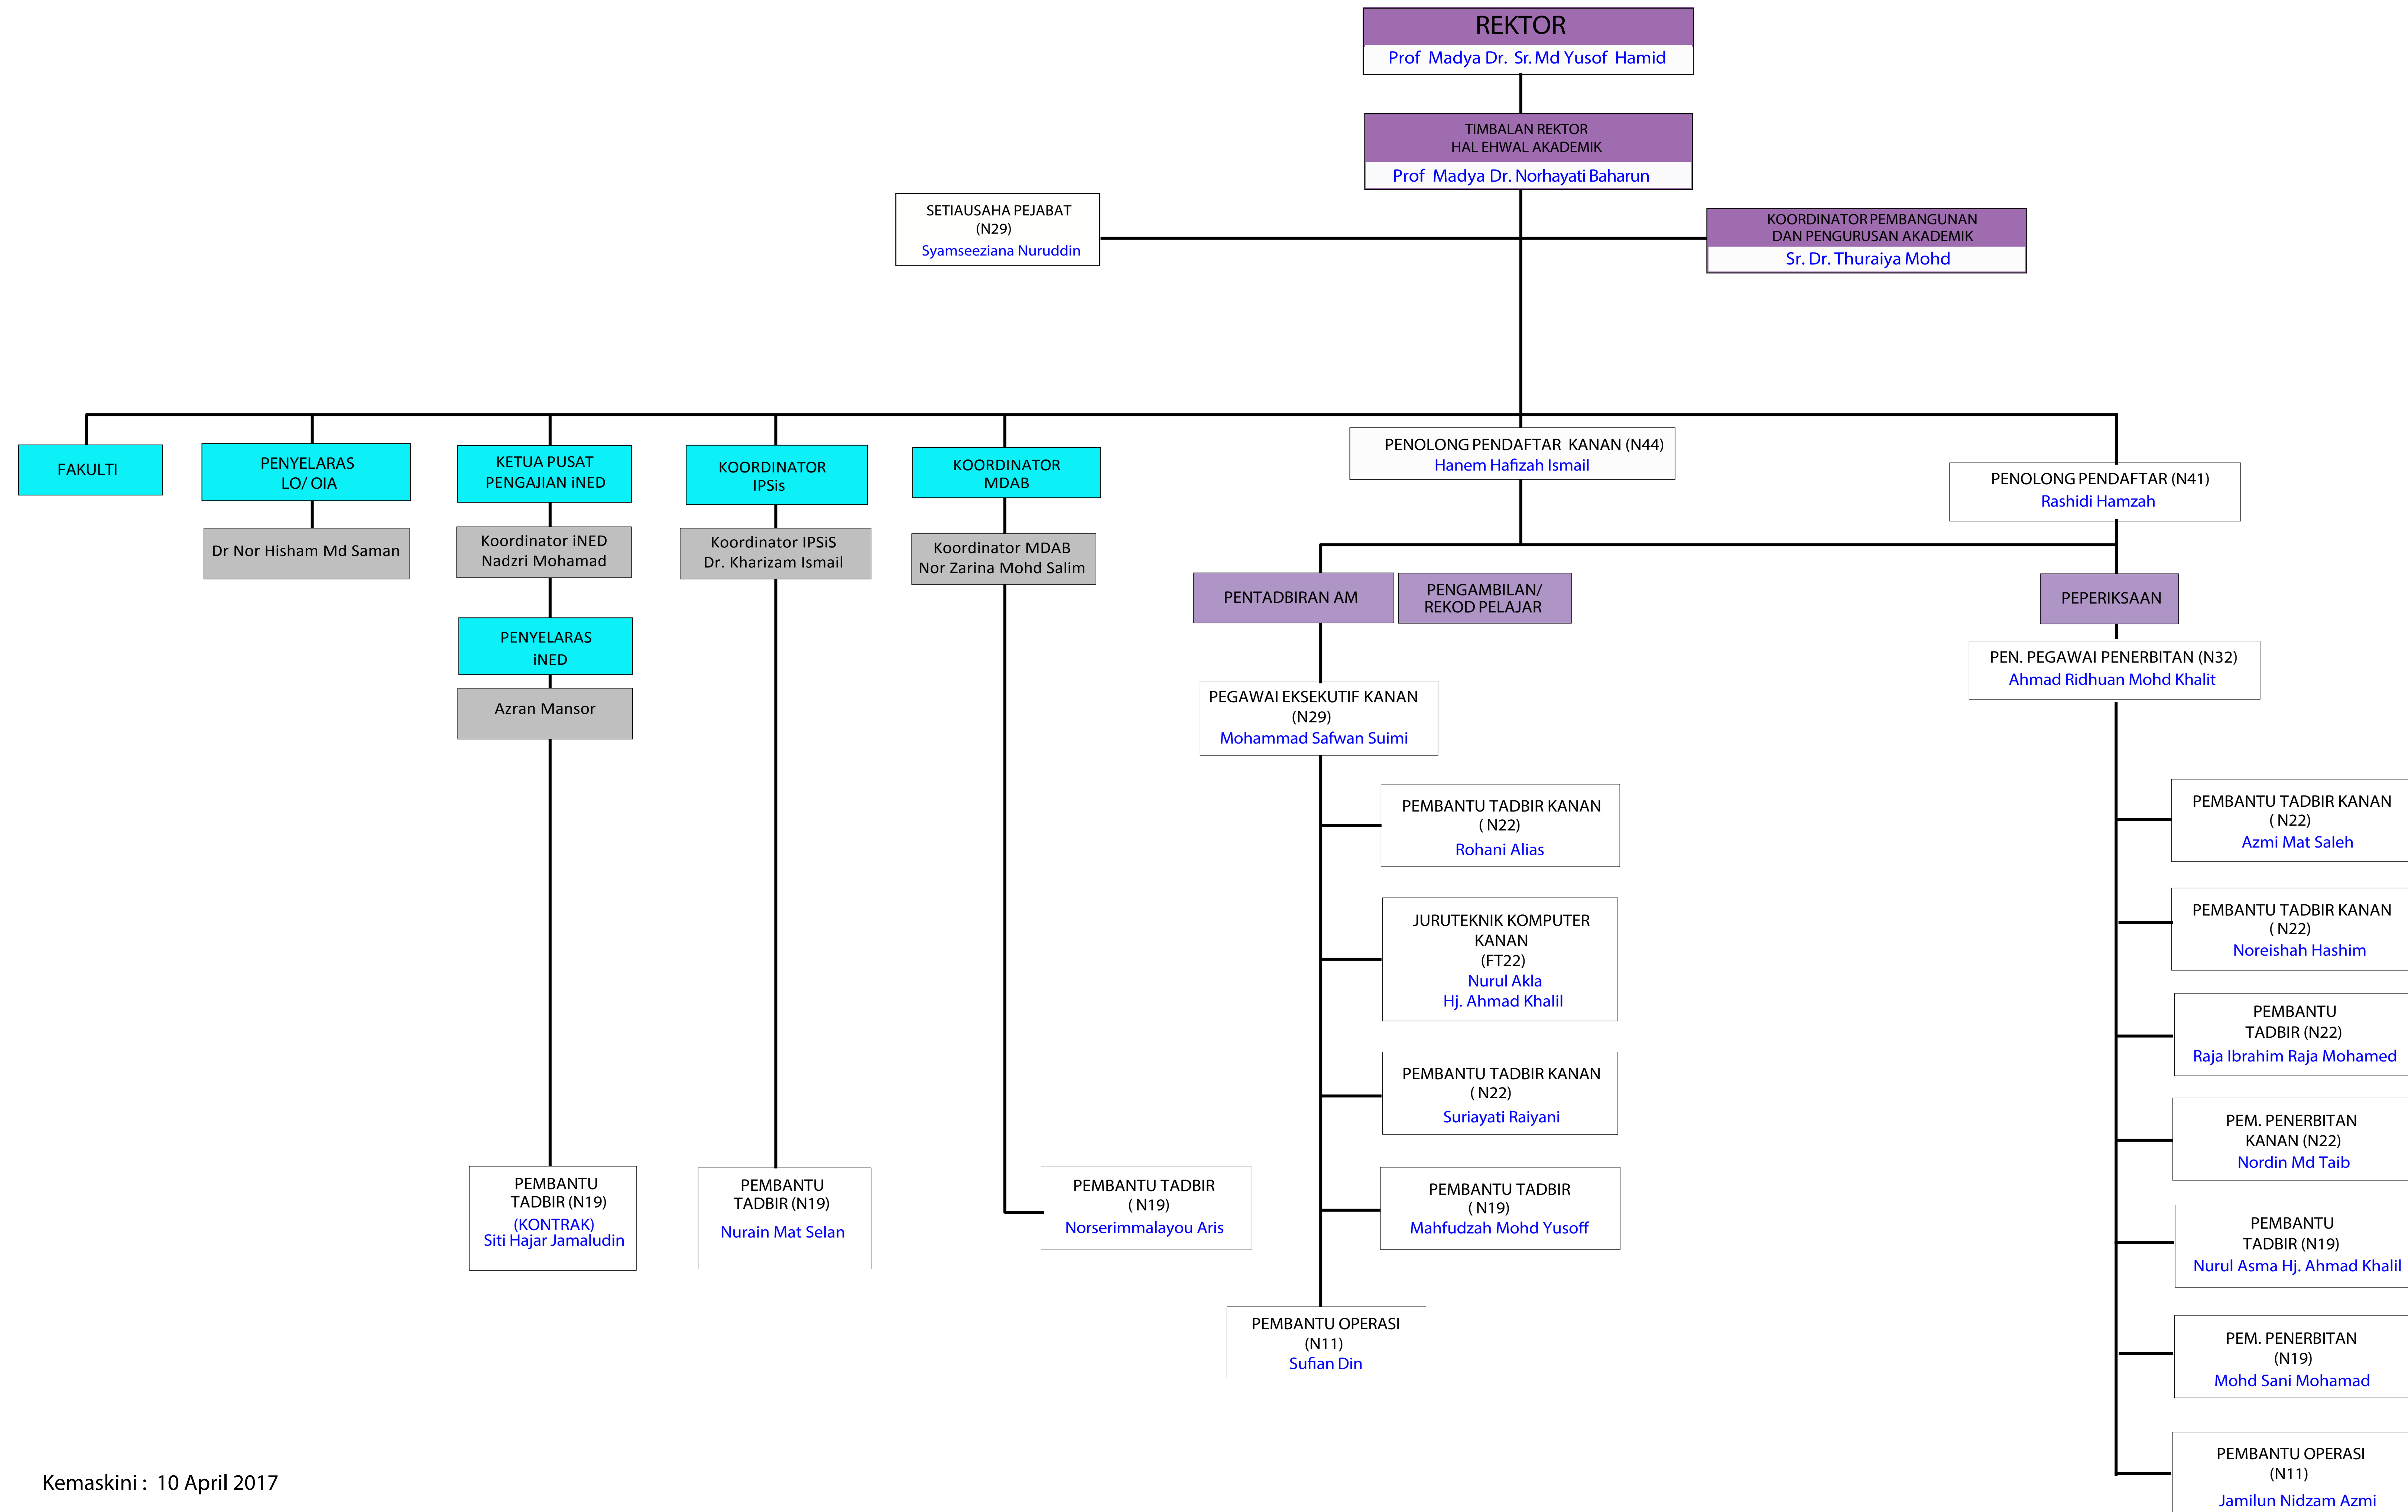 REKTOR
Prof Madya Dr. Sr. Md Yusof Hamid
TIMBALAN REKTOR
HAL EHWAL AKADEMIK
Prof Madya Dr. Norhayati Baharun
SETIAUSAHA PEJABAT
(N29)
Syamseeziana Nuruddin
KOORDINATOR PEMBANGUNAN
DAN PENGURUSAN AKADEMIK
Sr. Dr. Thuraiya Mohd
FAKULTI
PENYELARAS
LO/ OIA
Dr Nor Hisham Md Saman
KETUA PUSAT
PENGAJIAN iNED
Koordinator iNED
Nadzri Mohamad
PENYELARAS
iNED
Azran Mansor
PEMBANTU
TADBIR (N19)
(KONTRAK)
Siti Hajar Jamaludin
KOORDINATOR
IPSis
Koordinator IPSiS
Dr. Kharizam Ismail
PEMBANTU
TADBIR (N19)
Nurain Mat Selan
KOORDINATOR
MDAB
Koordinator MDAB
Nor Zarina Mohd Salim
PEMBANTU TADBIR
( N19)
Norserimmalayou Aris
PENOLONG PENDAFTAR KANAN (N44)
Hanem Hafizah Ismail
PENOLONG PENDAFTAR (N41)
Rashidi Hamzah
PENTADBIRAN AM
PENGAMBILAN/
REKOD PELAJAR
PEGAWAI EKSEKUTIF KANAN
(N29)
Mohammad Safwan Suimi
PEMBANTU TADBIR KANAN
( N22)
Rohani Alias
JURUTEKNIK KOMPUTER
KANAN
(FT22)
Nurul Akla
Hj. Ahmad Khalil
PEMBANTU TADBIR KANAN
( N22)
Suriayati Raiyani
PEMBANTU TADBIR
( N19)
Mahfudzah Mohd Yusoff
PEMBANTU OPERASI
(N11)
Sufian Din
PEPERIKSAAN
PEN. PEGAWAI PENERBITAN (N32)
Ahmad Ridhuan Mohd Khalit
PEMBANTU TADBIR KANAN
( N22)
Azmi Mat Saleh
PEMBANTU TADBIR KANAN
( N22)
Noreishah Hashim
PEMBANTU
TADBIR (N22)
Raja Ibrahim Raja Mohamed
PEM. PENERBITAN
KANAN (N22)
Nordin Md Taib
PEMBANTU
TADBIR (N19)
Nurul Asma Hj. Ahmad Khalil
PEM. PENERBITAN
(N19)
Mohd Sani Mohamad
PEMBANTU OPERASI
(N11)
Jamilun Nidzam Azmi
Kemaskini : 10 April 2017